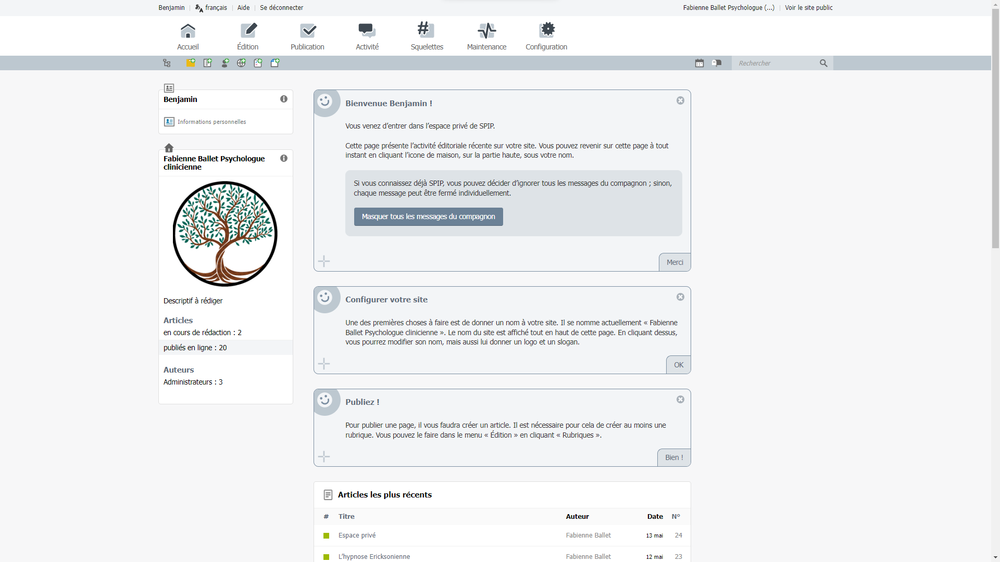 Benjamin
français
Aide
Se déconnecter
Fabienne Ballet Psychologue (...)
Voir le site public
Accueil
Édition
Publication
Activité
Squelettes
Maintenance
Configuration
Rechercher
Benjamin
Informations personnelles
Fabienne Ballet Psychologue
clinicienne
Descriptif à rédiger
Articles
en cours de rédaction : 2
publiés en ligne : 20
Auteurs
Administrateurs : 3
Bienvenue Benjamin !
Vous venez d’entrer dans l’espace privé de SPIP.
Cette page présente l’activité éditoriale récente sur votre site. Vous pouvez revenir sur cette page à tout
instant en cliquant l’icone de maison, sur la partie haute, sous votre nom.
Si vous connaissez déjà SPIP, vous pouvez décider d’ignorer tous les messages du compagnon ; sinon,
chaque message peut être fermé individuellement.
Masquer tous les messages du compagnon
Merci
Configurer votre site
Une des premières choses à faire est de donner un nom à votre site. Il se nomme actuellement « Fabienne
Ballet Psychologue clinicienne ». Le nom du site est affiché tout en haut de cette page. En cliquant dessus,
vous pourrez modifier son nom, mais aussi lui donner un logo et un slogan.
OK
Publiez !
Pour publier une page, il vous faudra créer un article. Il est nécessaire pour cela de créer au moins une
rubrique. Vous pouvez le faire dans le menu « Édition » en cliquant « Rubriques ».
Bien !
Articles les plus récents
# Titre Auteur Date N°
Espace privé Fabienne Ballet 13 mai 24
L’hypnose Ericksonienne Fabienne Ballet 12 mai 23